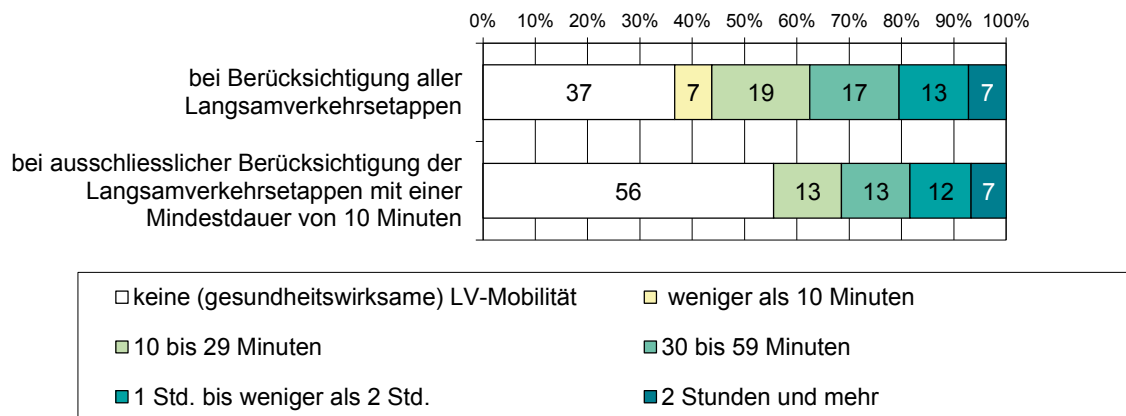 0% 10% 20% 30% 40% 50% 60% 70% 80% 90% 100%
bei Berücksichtigung aller
Langsamverkehrsetappen
37 7 19 17 13 7
bei ausschliesslicher Berücksichtigung der
Langsamverkehrsetappen mit einer
Mindestdauer von 10 Minuten
56 13 13 12 7
keine (gesundheitswirksame) LV-Mobilität
weniger als 10 Minuten
10 bis 29 Minuten
30 bis 59 Minuten
1 Std. bis weniger als 2 Std.
2 Stunden und mehr